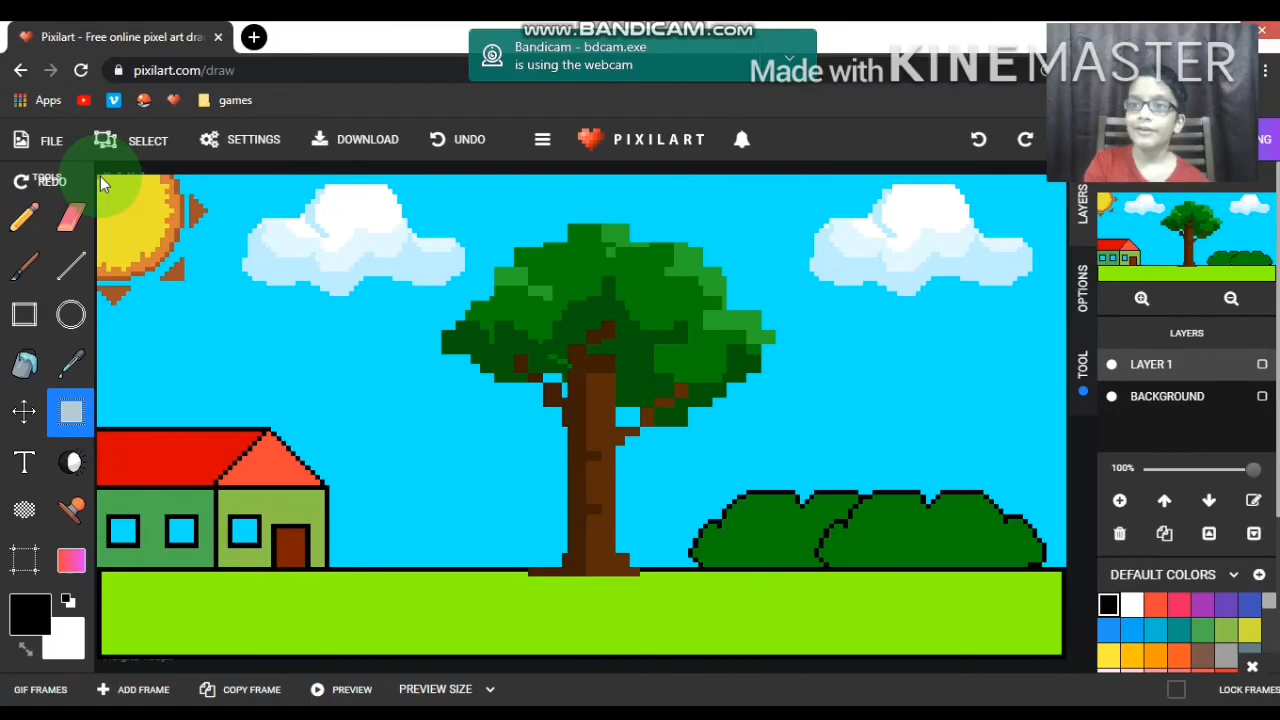 www.BANDICAM.com
Pixilart - Free online pixel art dra
Bandicam - bdcam.exe
is using the webcam
Made with KINEMASTER
pixilart.com/draw
Apps
games
FILE
SELECT
SETTINGS
DOWNLOAD
UNDO
PIXILART
NG
TOOLS
REDO
LAYERS
OPTIONS
TOOL
LAYERS
LAYER 1
BACKGROUND
100%
DEFAULT COLORS
GIF FRAMES
ADD FRAME
COPY FRAME
PREVIEW
PREVIEW SIZE
LOCK FRAMES